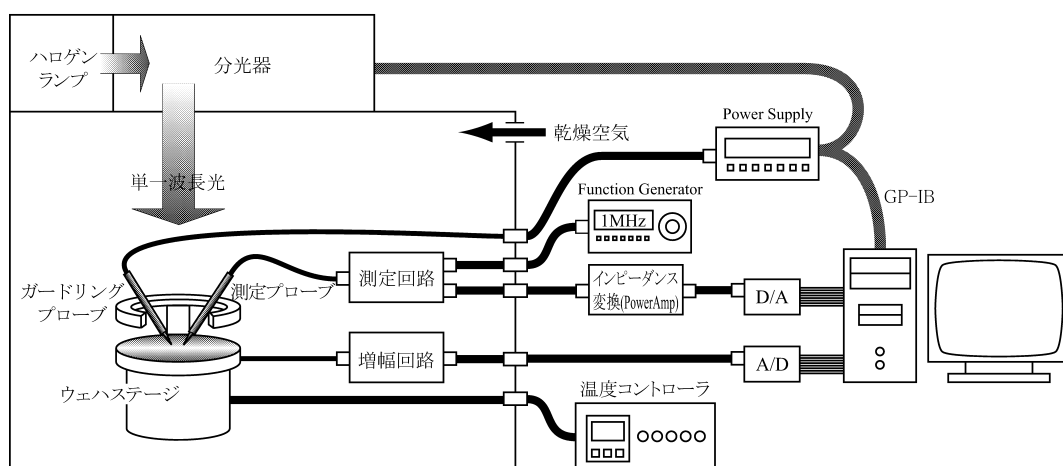 ハロゲン
ランプ
分光器
乾燥空気
Power Supply
単一波長光
Function Generator
1MHz
GP-IB
ガードリング
プローブ
測定プローブ
測定回路
インピーダンス
変換(PowerAmp)
D/A
増幅回路
A/D
ウェハステージ
温度コントローラ